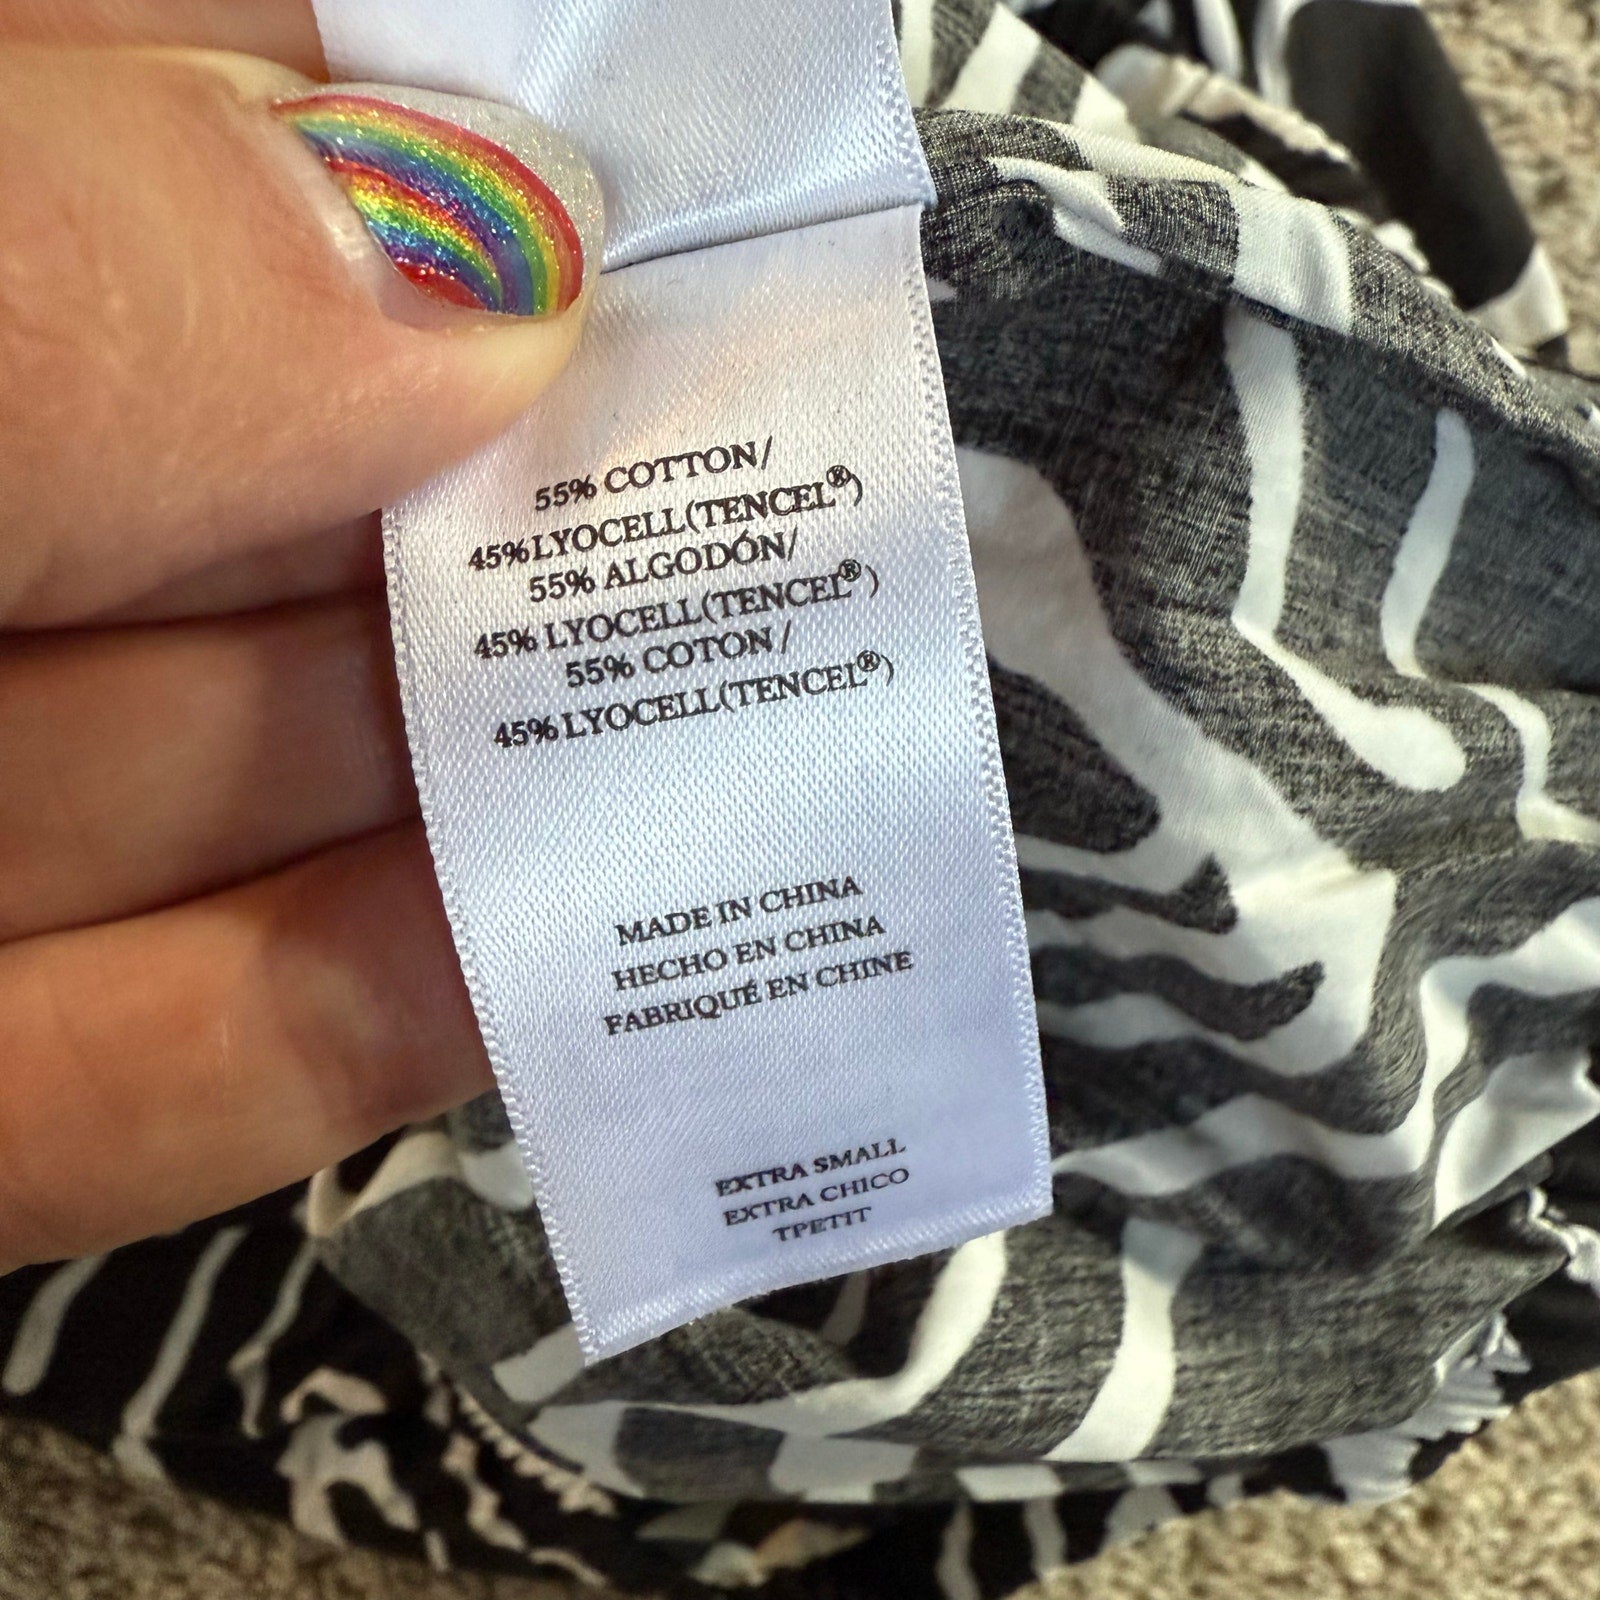 55% COTTON/
45% LYOCELL(TENCEL®)
55% ALGODÓN/
45% LYOCELL(TENCEL®)
55% COTON/
45% LYOCELL(TENCEL®)
MADE IN CHINA
HECHO EN CHINA
FABRIQUÉ EN CHINE
EXTRA SMALL
EXTRA CHICO
TPETIT